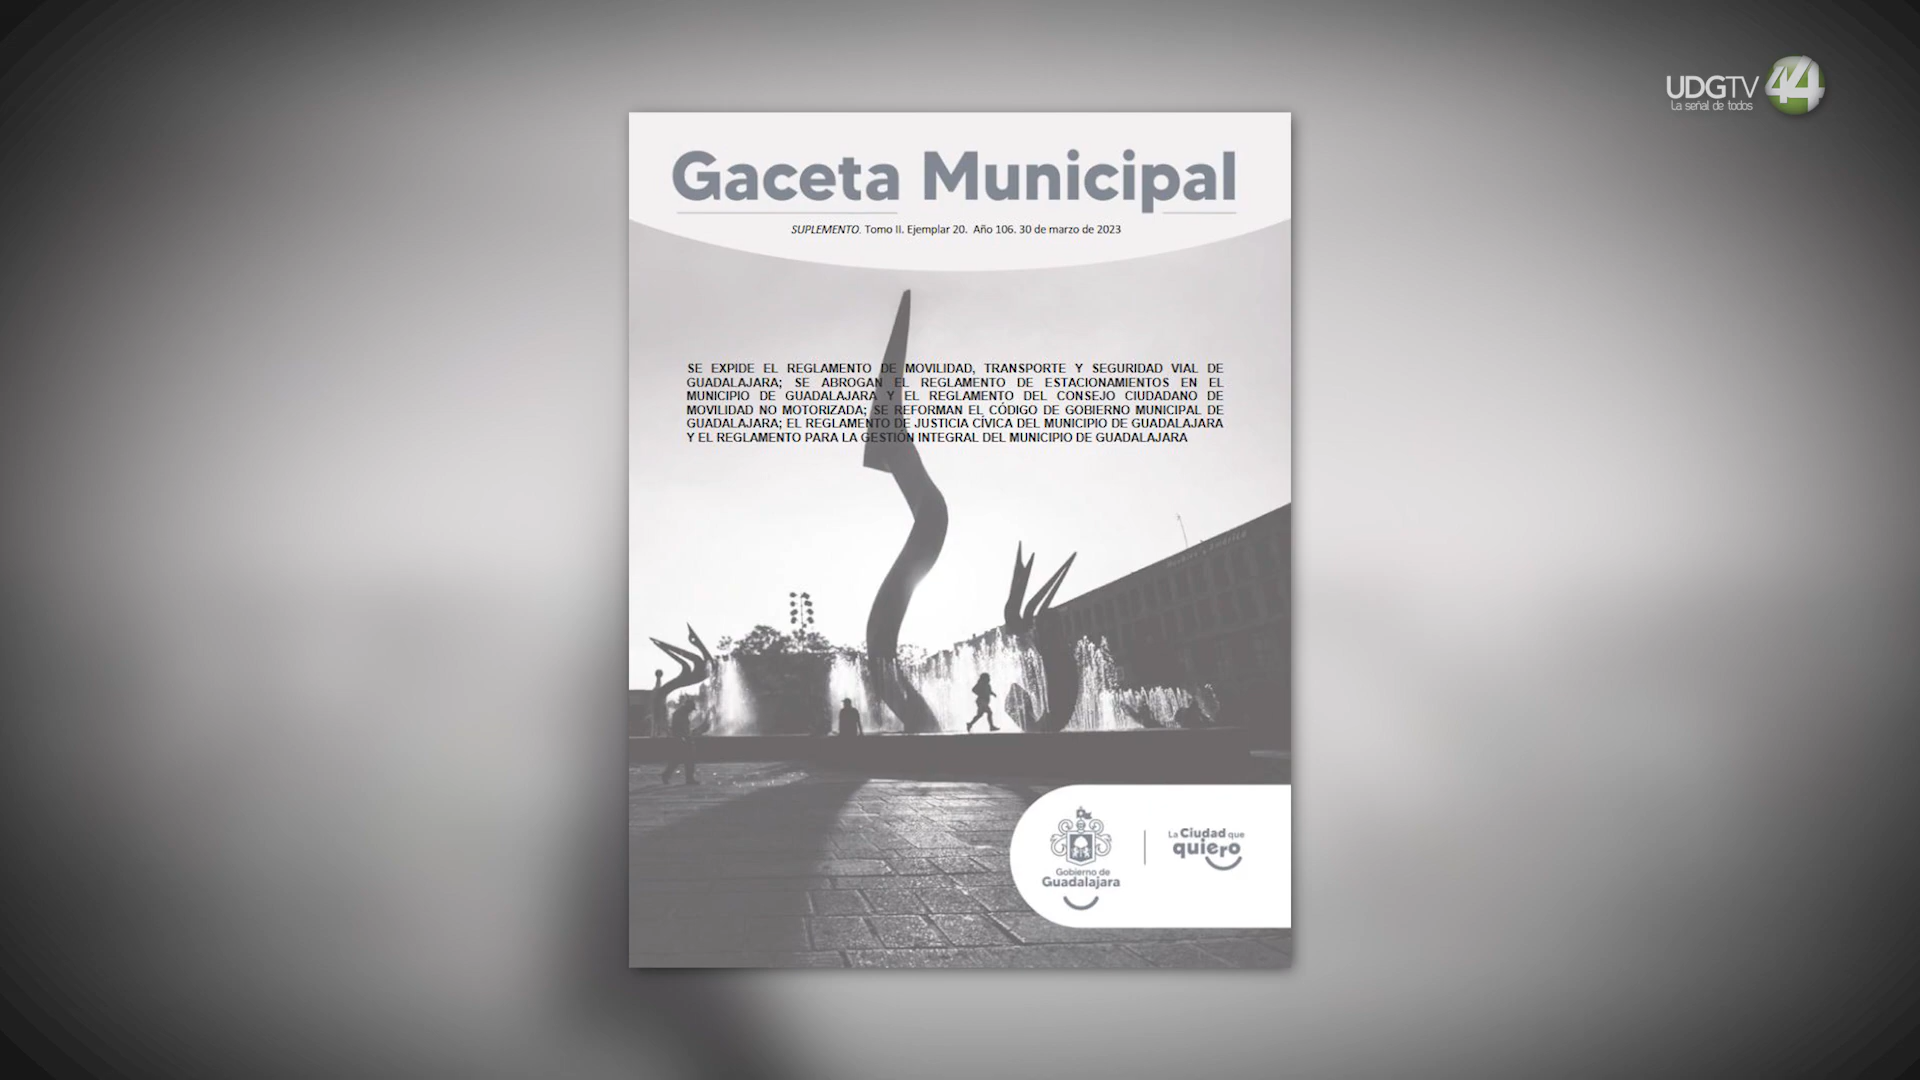 UDGTV 44
La señal de todos
Gaceta Municipal
SUPLEMENTO. Tomo II. Ejemplar 20. Año 106. 30 de marzo de 2023
SE EXPIDE EL REGLAMENTO DE MOVILIDAD, TRANSPORTE Y SEGURIDAD VIAL DE
GUADALAJARA; SE ABROGAN EL REGLAMENTO DE ESTACIONAMIENTOS EN EL
MUNICIPIO DE GUADALAJARA Y EL REGLAMENTO DEL CONSEJO CIUDADANO DE
MOVILIDAD NO MOTORIZADA; SE REFORMAN EL CÓDIGO DE GOBIERNO MUNICIPAL DE
GUADALAJARA; EL REGLAMENTO DE JUSTICIA CÍVICA DEL MUNICIPIO DE GUADALAJARA
Y EL REGLAMENTO PARA LA GESTIÓN INTEGRAL DEL MUNICIPIO DE GUADALAJARA
Gobierno de
Guadalajara
La Ciudad que
quiero